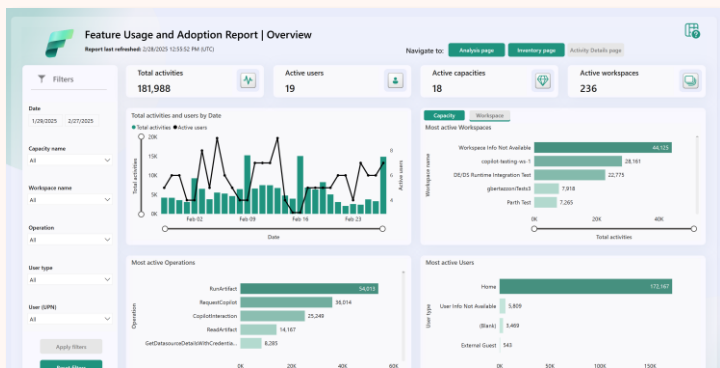 Feature Usage and Adoption Report | Overview
Report last refreshed: 2/28/2025 12:55:52 PM (UTC)
Navigate to:
Analysis page
Inventory page
Activity Details page
Filters
Date
1/29/2025 2/27/2025
Capacity name
All
Workspace name
All
Operation
All
User type
All
User (UPN)
All
Apply filters
Reset filters
Total activities
181,988
Active users
19
Active capacities
18
Active workspaces
236
Total activities and users by Date
Total activities Active users
20K
15K
10K
5K
0K
Total activities
8
6
4
Active users
Feb 02 Feb 09 Feb 16 Feb 23
Date
Capacity
Workspace
Most active Workspaces
Workspace name
Workspace Info Not Available 44,125
copilot-testing-ws-1 28,161
DE/DS Runtime Integration Test 22,775
gbertessonTests3 7,918
Parth Test 7,265
0K 20K 40K
Total activities
Most active Operations
Operation
RunArtifact 54,013
RequestCopilot 36,014
CopilotInteraction 25,248
ReadArtifact 14,167
GetDatasourceDetailsWithCredentia... 8,285
0K 20K 40K 60K
Most active Users
User type
Home 172,167
User Info Not Available 5,809
(Blank) 3,469
External Guest 543
0K 50K 100K 150K